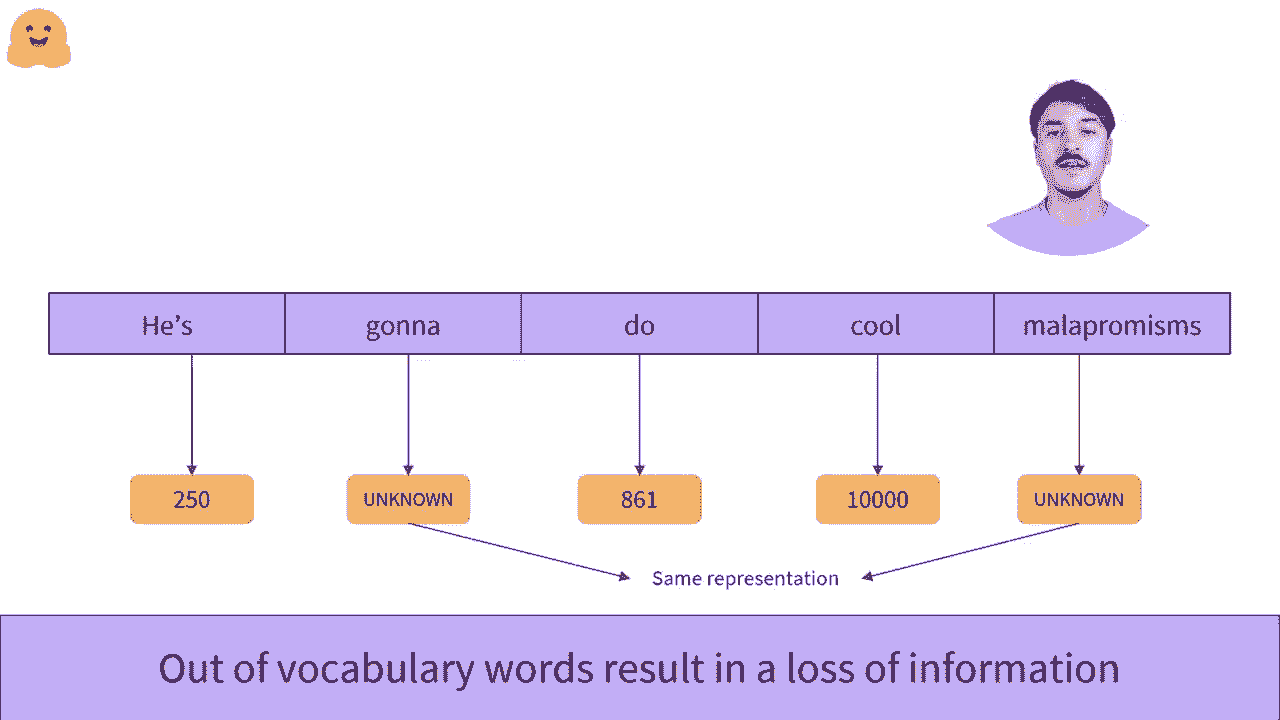 He’s gonna do cool malapromisms
250 UNKNOWN 861 10000 UNKNOWN
Same representation
Out of vocabulary words result in a loss of information